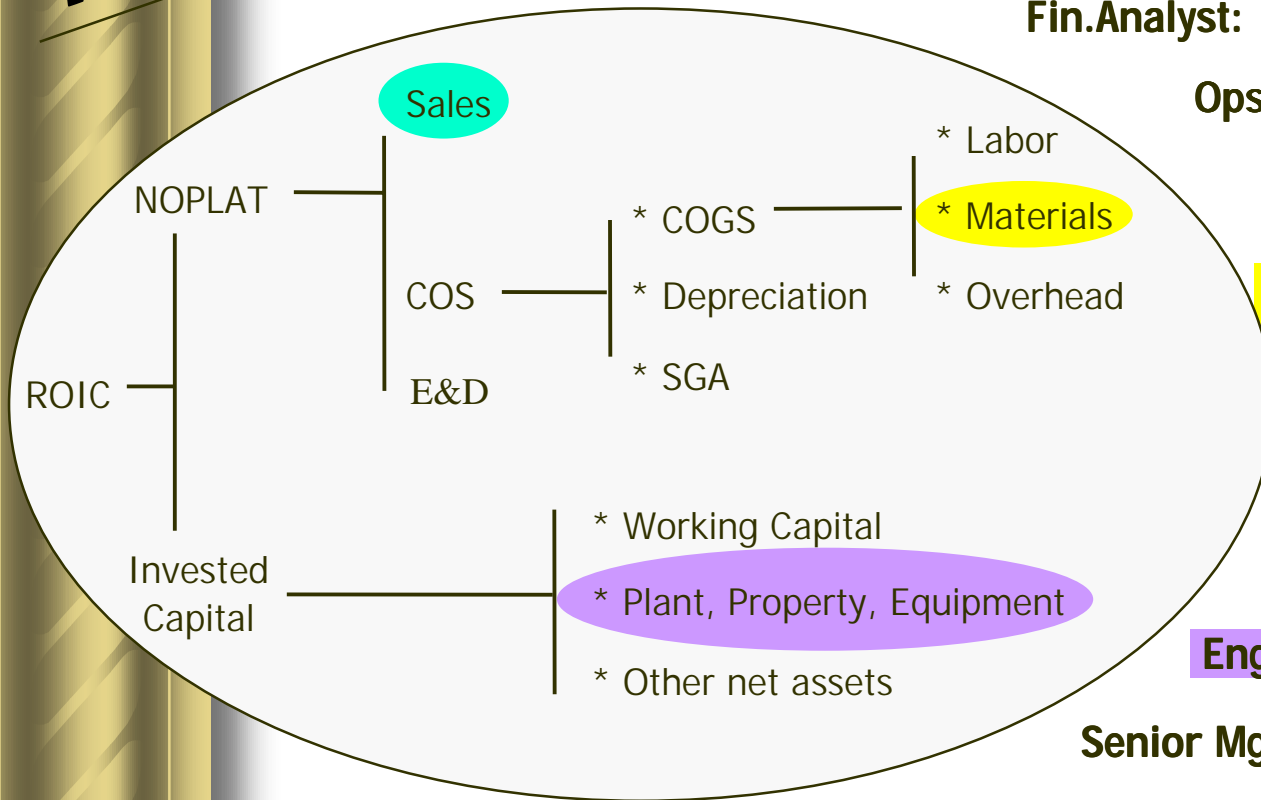 Fin.Analyst:
Sales
Ops
* Labor
NOPLAT
* COGS
* Materials
COS
* Depreciation
* Overhead
* SGA
ROIC
E&D
* Working Capital
Invested
Capital
* Plant, Property, Equipment
Eng
* Other net assets
Senior Mg